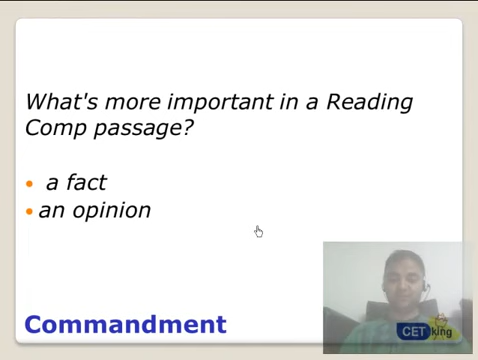 What's more important in a Reading
Comp passage?
a fact
an opinion
Commandment
CET king